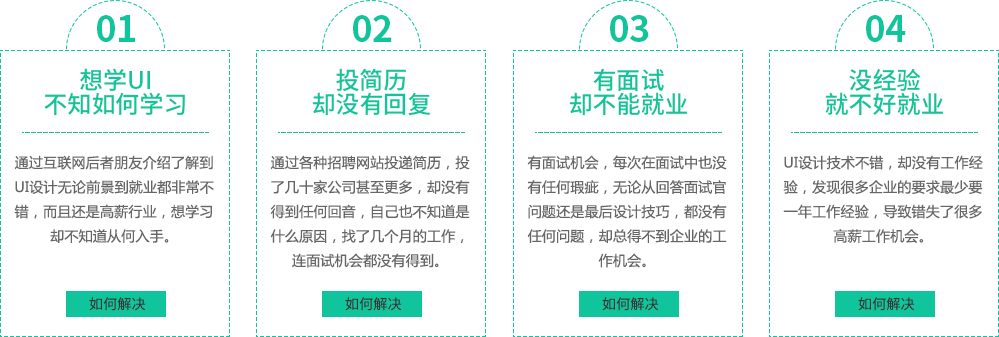 01
想学UI
不知如何学习
通过互联网后者朋友介绍了解到
UI设计无论前景到就业都非常不
错，而且还是高薪行业，想学习
却不知道从何入手。
如何解决
02
投简历
却没有回复
通过各种招聘网站投递简历，投
了几十家公司甚至更多，却没有
得到任何回音，自己也不知道是
什么原因，找了几个月的工作，
连面试机会都没有得到。
如何解决
03
有面试
却不能就业
有面试机会，每次在面试中也没
有任何瑕疵，无论从回答面试官
问题还是最后设计技巧，都没有
任何问题，却总得不到企业的工
作机会。
如何解决
04
没经验
就不好就业
UI设计技术不错，却没有工作经
验，发现很多企业的要求最少要
一年工作经验，导致错失了很多
高薪工作机会。
如何解决